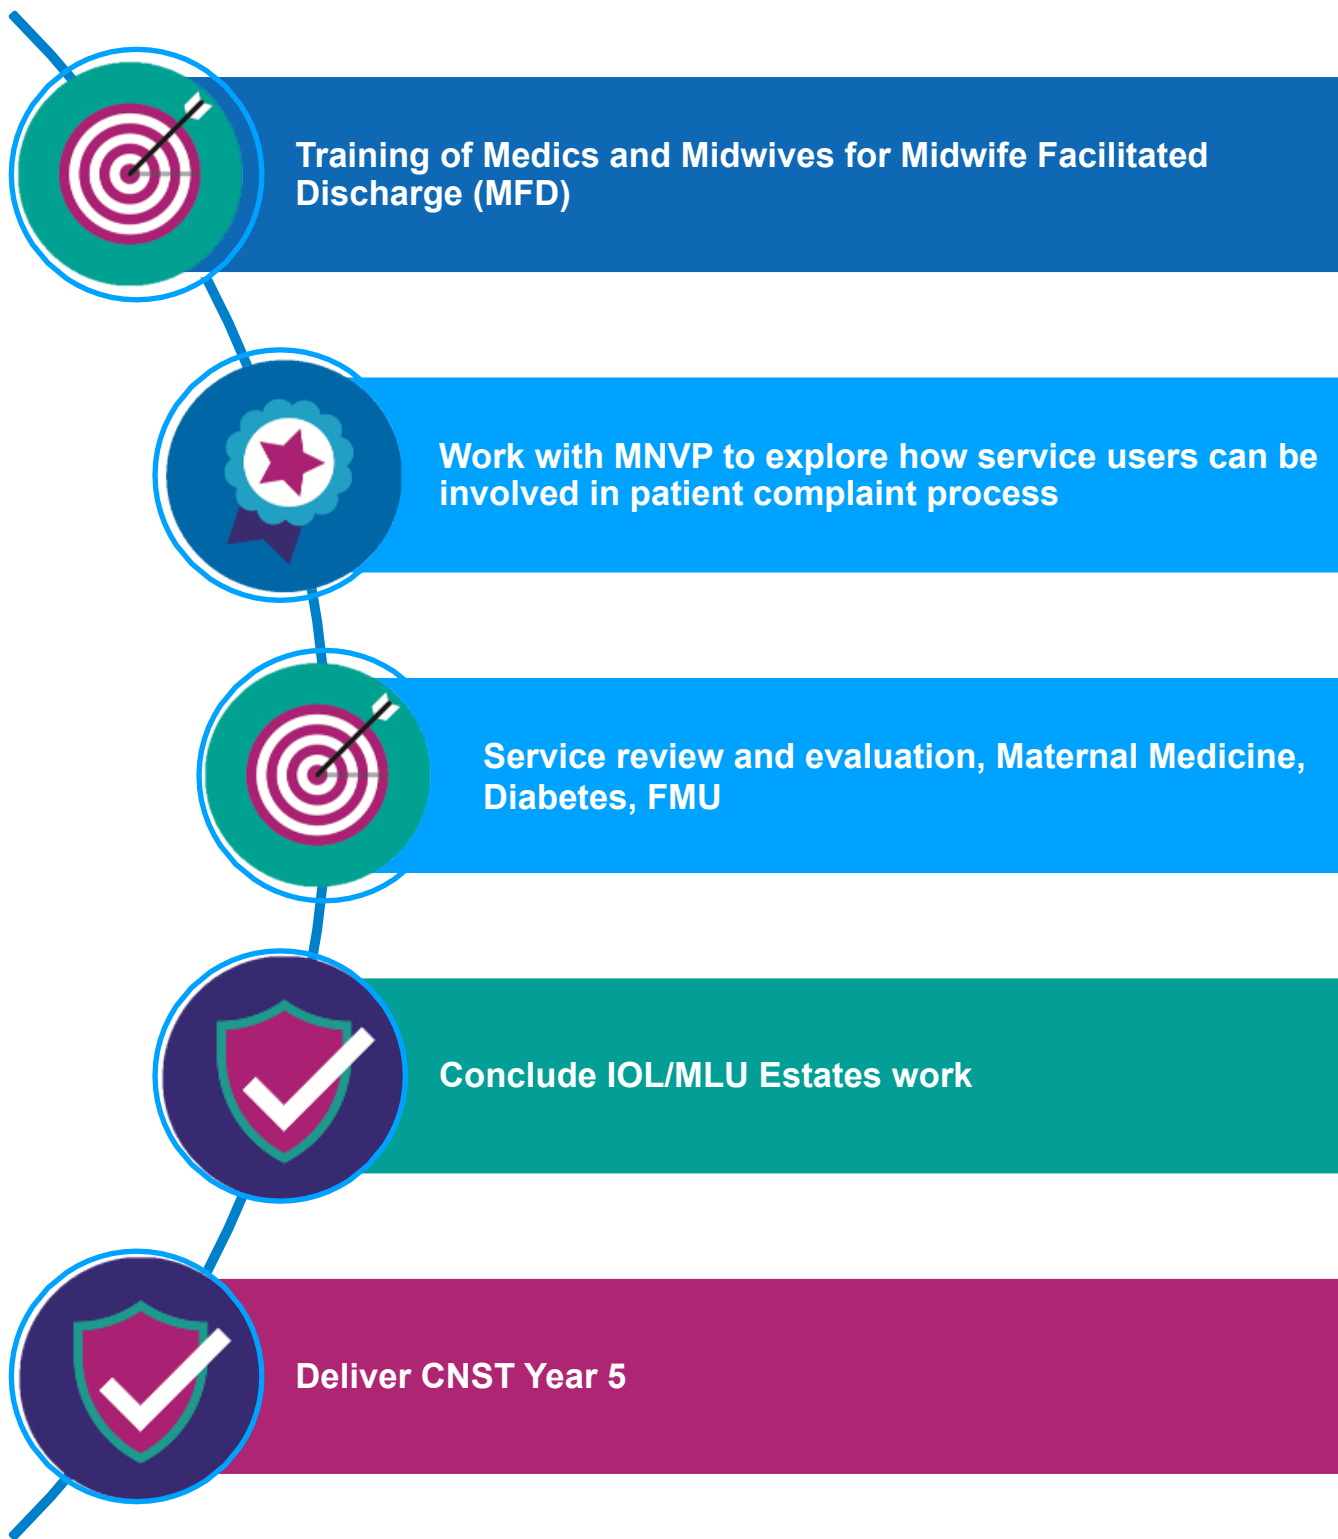 Training of Medics and Midwives for Midwife Facilitated
Discharge (MFD)
Work with MNVP to explore how service users can be
involved in patient complaint process
Service review and evaluation, Maternal Medicine,
Diabetes, FMU
Conclude IOL/MLU Estates work
Deliver CNST Year 5